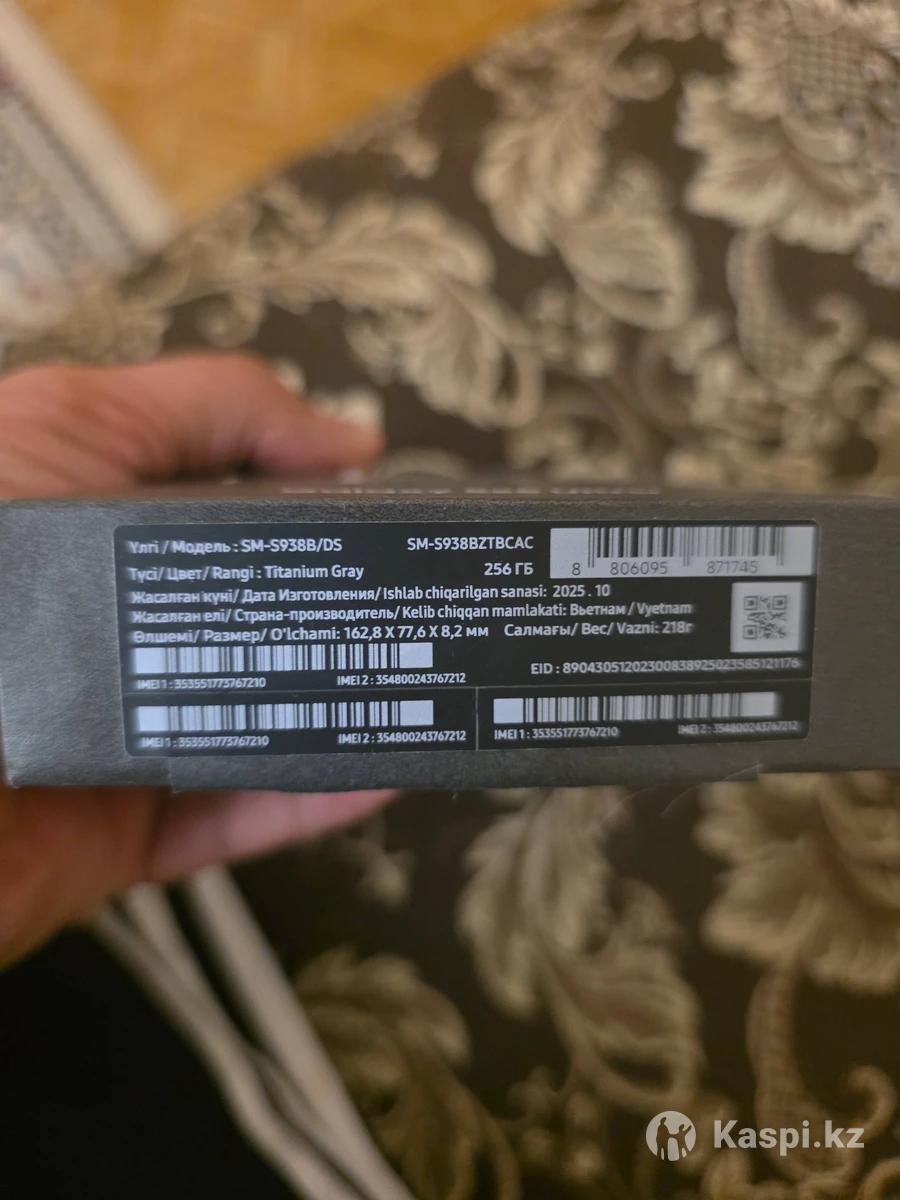 Үлгі / Модель : SM-S938B/DS SM-S938BZTBCAC
Түсі/ Цвет/ Rangi : Titanium Gray 256 ГБ
8 806095 871745
Жасалған күні/ Дата Изготовления/ Ishlab chiqarilgan sanasi: 2025 . 10
Жасалған елі/ Страна-производитель/ Kelib chiqqan mamlakati: Вьетнам / Vyetnam
Өлшемі/ Размер/ O'lchami: 162,8 X 77,6 X 8,2 мм Салмағы/ Вес/ Vazni: 218г
EID : 89043051202300838925023585121176
IMEI 1 : 353551773767210 IMEI 2 : 354800243767212
IMEI 1 : 353551773767210 IMEI 2 : 354800243767212
IMEI 1 : 353551773767210 IMEI 2 : 354800243767212
Kaspi.kz